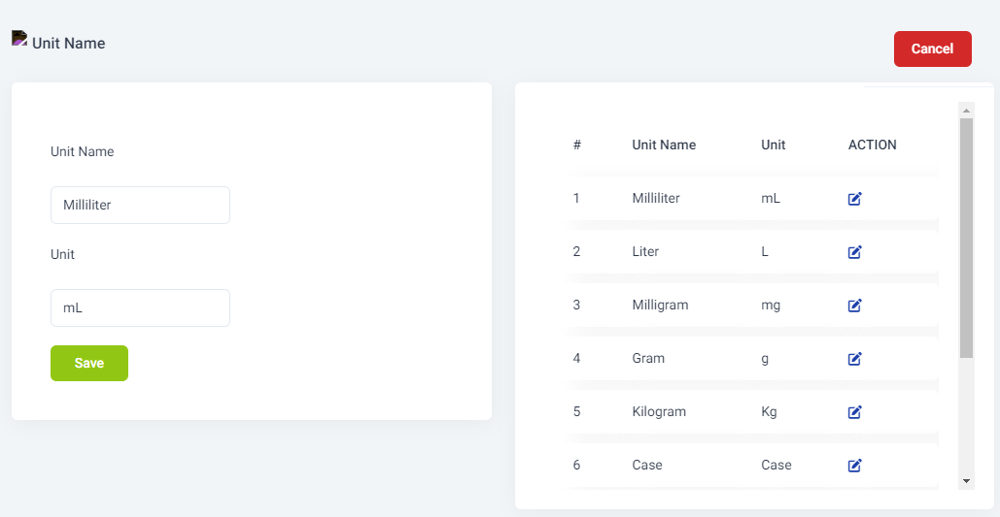 Unit Name
Cancel
Unit Name
Milliliter
Unit
mL
Save
# Unit Name Unit ACTION
1 Milliliter mL
2 Liter L
3 Milligram mg
4 Gram g
5 Kilogram Kg
6 Case Case